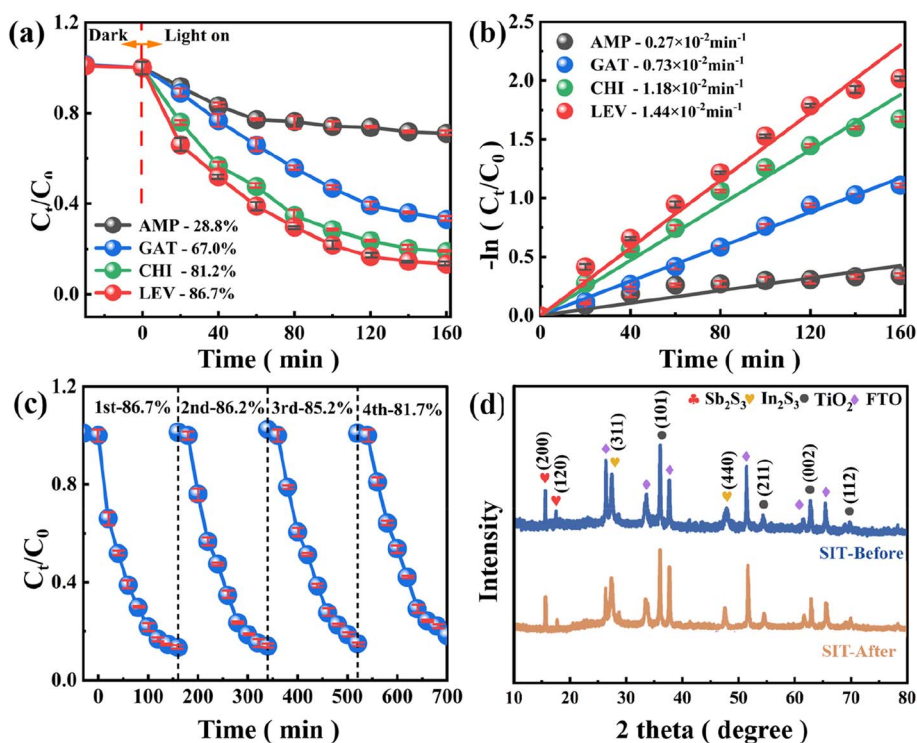 (a)
Dark
Light on
1.2
0.8
0.4
0.0
Cₜ/C₀
AMP - 28.8%
GAT - 67.0%
CHI - 81.2%
LEV - 86.7%
0 40 80 120 160
Time ( min )
(b)
2.5
2.0
1.5
1.0
0.5
0.0
-ln ( Cₜ/C₀ )
AMP - 0.27×10⁻²min⁻¹
GAT - 0.73×10⁻²min⁻¹
CHI - 1.18×10⁻²min⁻¹
LEV - 1.44×10⁻²min⁻¹
0 40 80 120 160
Time ( min )
(c)
1.2
0.8
0.4
0.0
Cₜ/C₀
1st-86.7% 2nd-86.2% 3rd-85.2% 4th-81.7%
0 100 200 300 400 500 600 700
Time ( min )
(d)
Sb₂S₃ In₂S₃ TiO₂ FTO
(200)
(120)
(311)
(101)
(440)
(211)
(002)
(112)
SIT-Before
SIT-After
Intensity
10 20 30 40 50 60 70 80
2 theta ( degree )